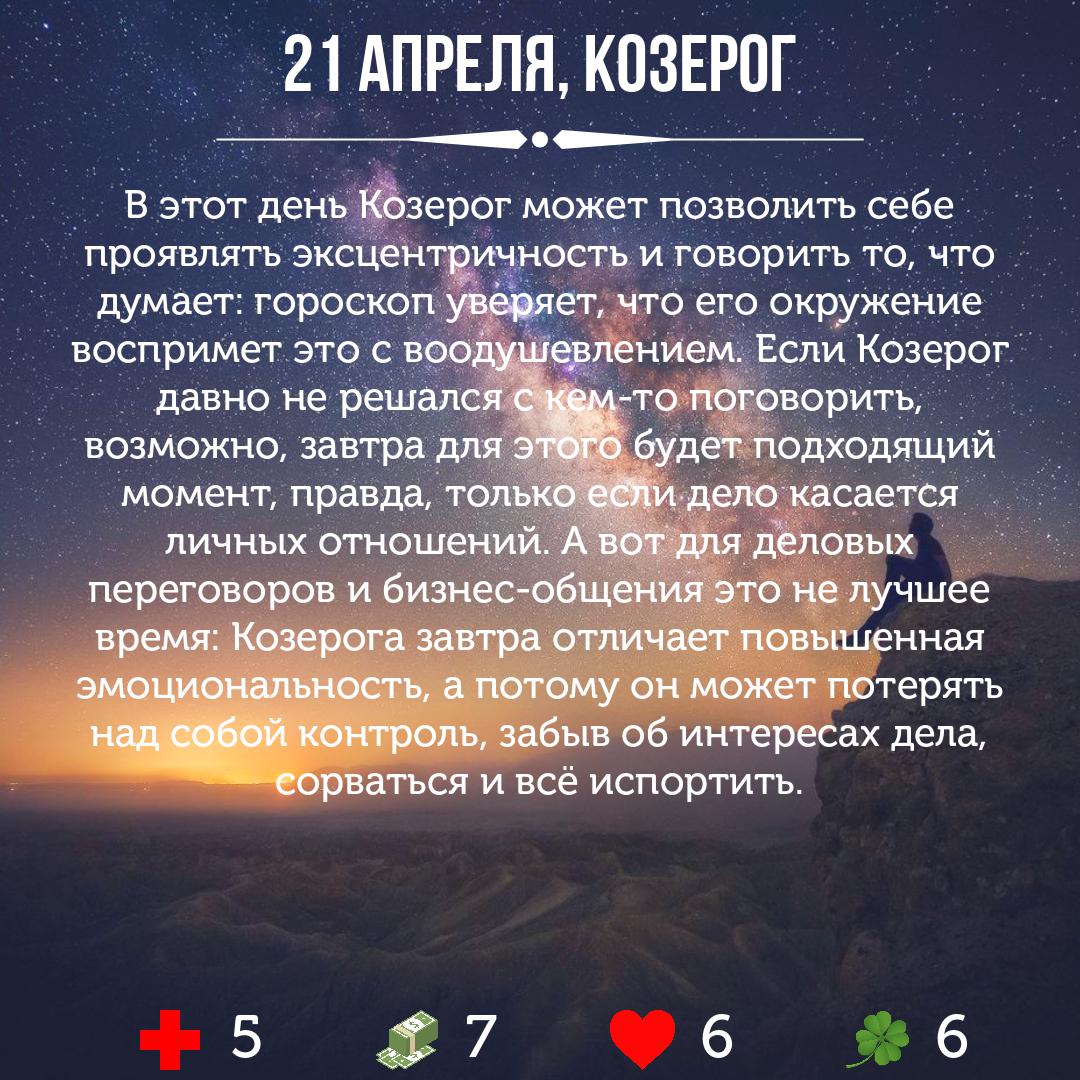 21 АПРЕЛЯ, КОЗЕРОГ
В этот день Козерог может позволить себе
проявлять эксцентричность и говорить то, что
думает: гороскоп уверяет, что его окружение
воспримет это с воодушевлением. Если Козерог
давно не решался с кем-то поговорить,
возможно, завтра для этого будет подходящий
момент, правда, только если дело касается
личных отношений. А вот для деловых
переговоров и бизнес-общения это не лучшее
время: Козерога завтра отличает повышенная
эмоциональность, а потому он может потерять
над собой контроль, забыв об интересах дела,
сорваться и всё испортить.
5 7 6 6